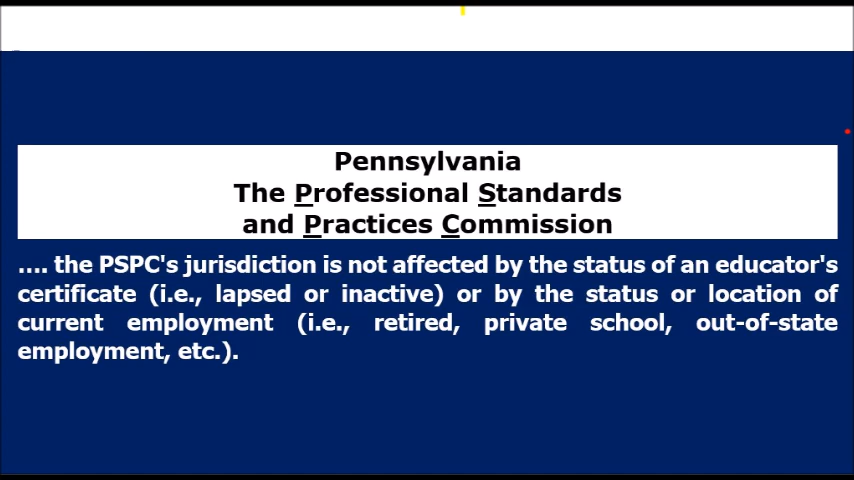 Pennsylvania
The Professional Standards
and Practices Commission
.... the PSPC's jurisdiction is not affected by the status of an educator's
certificate (i.e., lapsed or inactive) or by the status or location of
current employment (i.e., retired, private school, out-of-state
employment, etc.).